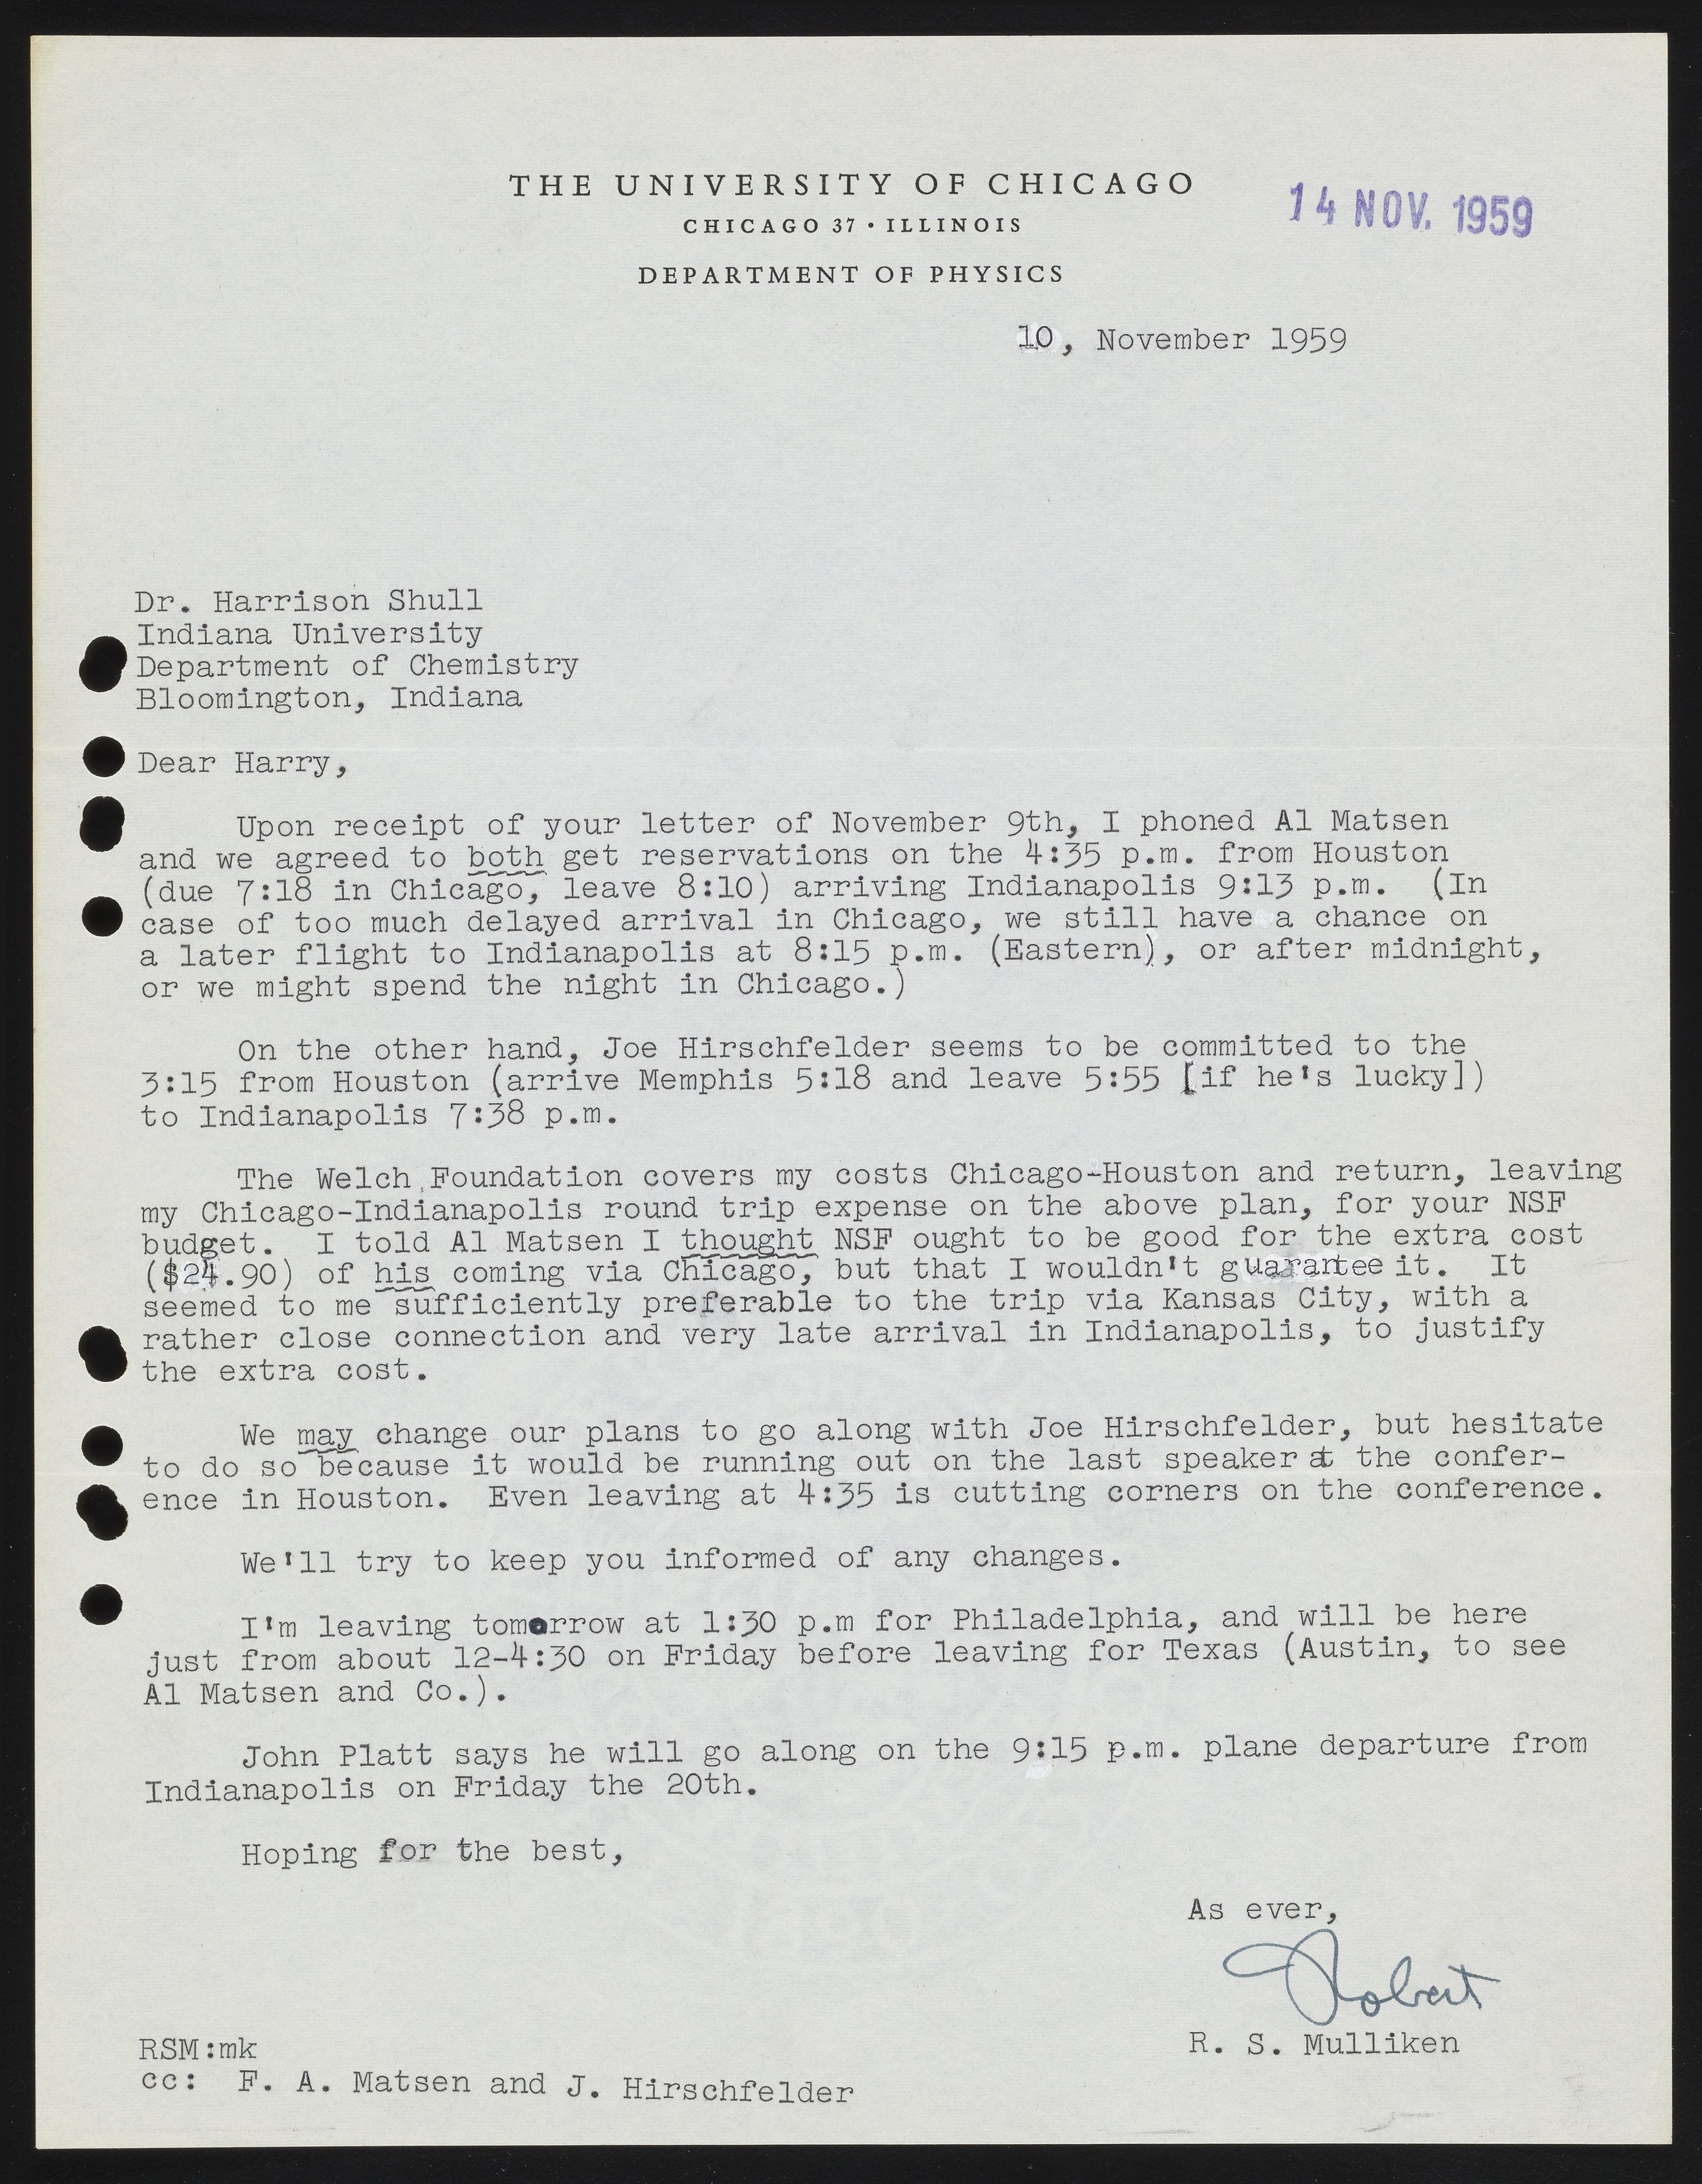 THE UNIVERSITY OF CHICAGO
CHICAGO 37 • ILLINOIS
DEPARTMENT OF PHYSICS
14 NOV. 1959
10, November 1959
Dr. Harrison Shull
Indiana University
Department of Chemistry
Bloomington, Indiana
Dear Harry,
Upon receipt of your letter of November 9th, I phoned Al Matsen
and we agreed to both get reservations on the 4:35 p.m. from Houston
(due 7:18 in Chicago, leave 8:10) arriving Indianapolis 9:13 p.m. (In
case of too much delayed arrival in Chicago, we still have a chance on
a later flight to Indianapolis at 8:15 p.m. (Eastern), or after midnight,
or we might spend the night in Chicago.)
On the other hand, Joe Hirschfelder seems to be committed to the
3:15 from Houston (arrive Memphis 5:18 and leave 5:55 [if he's lucky])
to Indianapolis 7:38 p.m.
The Welch Foundation covers my costs Chicago-Houston and return, leaving
my Chicago-Indianapolis round trip expense on the above plan, for your NSF
budget. I told Al Matsen I thought NSF ought to be good for the extra cost
($24.90) of his coming via Chicago, but that I wouldn't guarantee it. It
seemed to me sufficiently preferable to the trip via Kansas City, with a
rather close connection and very late arrival in Indianapolis, to justify
the extra cost.
We may change our plans to go along with Joe Hirschfelder, but hesitate
to do so because it would be running out on the last speaker at the confer-
ence in Houston. Even leaving at 4:35 is cutting corners on the conference.
We'll try to keep you informed of any changes.
I'm leaving tomorrow at 1:30 p.m for Philadelphia, and will be here
just from about 12-4:30 on Friday before leaving for Texas (Austin, to see
Al Matsen and Co.).
John Platt says he will go along on the 9:15 p.m. plane departure from
Indianapolis on Friday the 20th.
Hoping for the best,
As ever,
Robert
R. S. Mulliken
RSM:mk
cc: F. A. Matsen and J. Hirschfelder